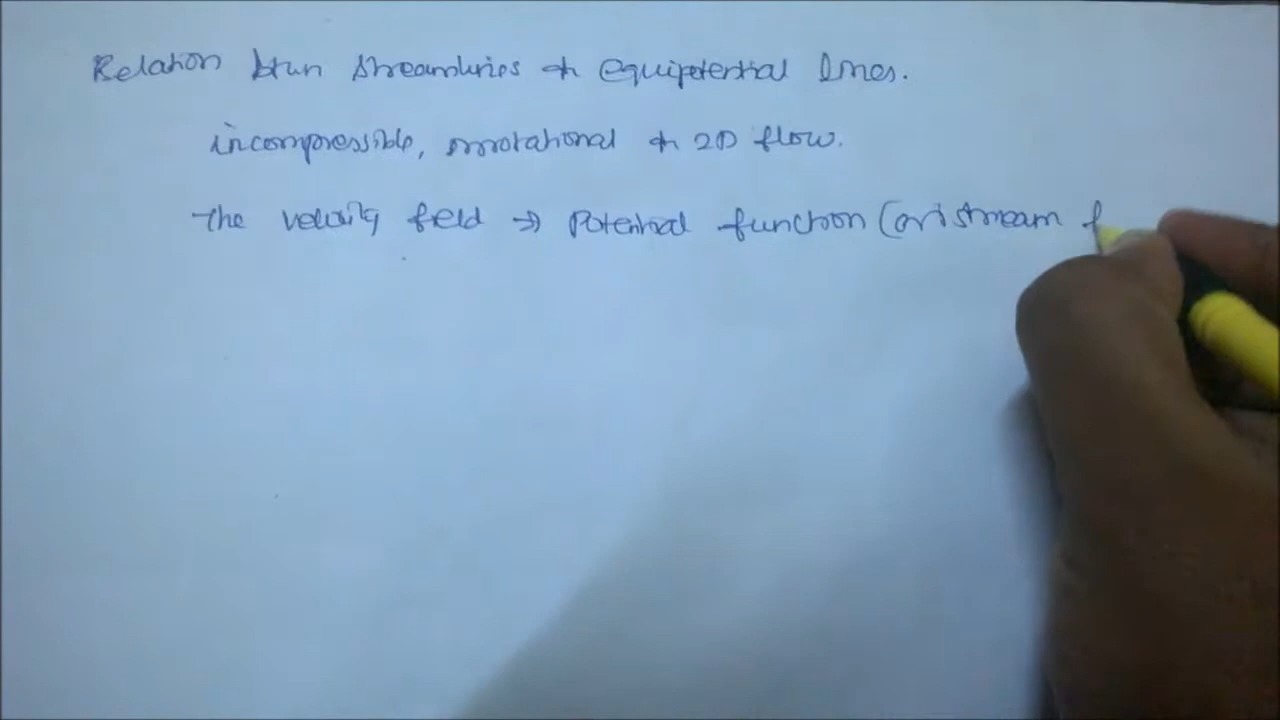 Relation btwn streamlines & equipotential lines.
incompressible, irrotational & 2D flow.
The velocity field → Potential function (or) stream f